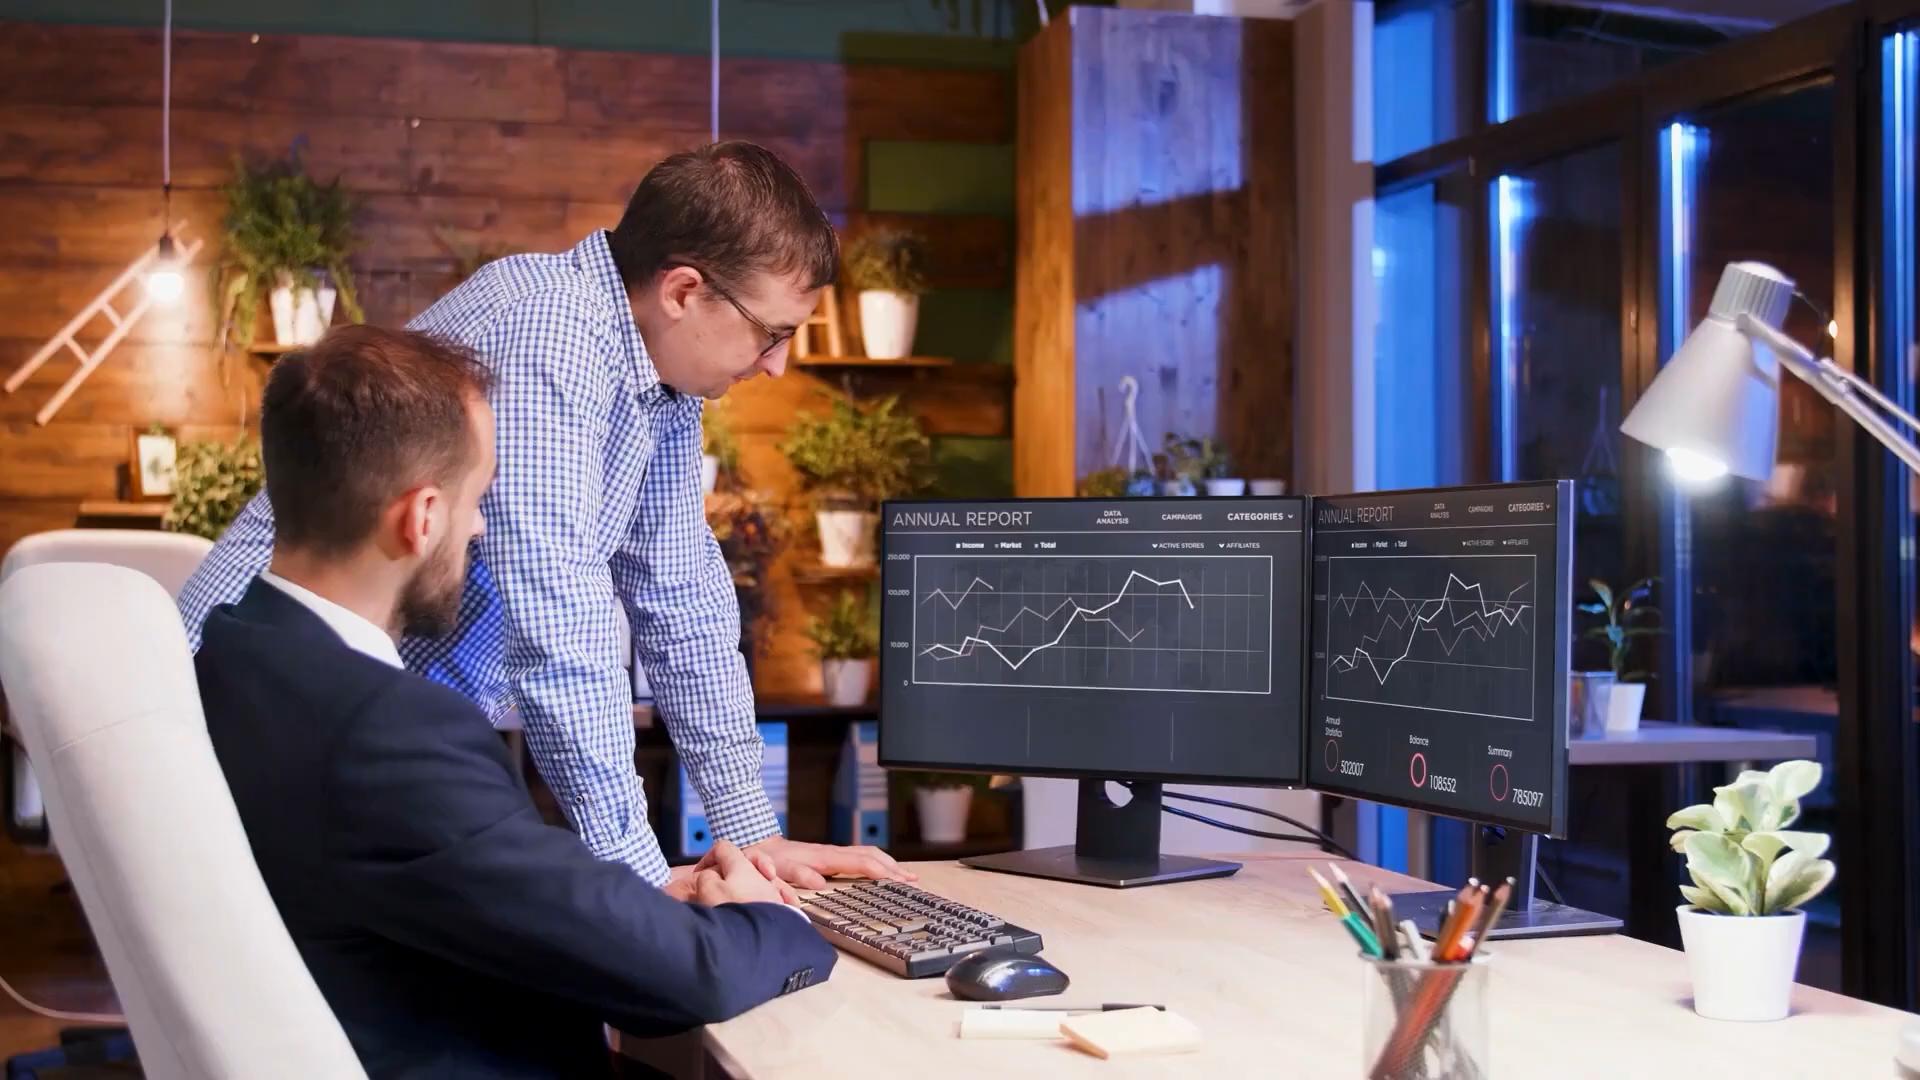 ANNUAL REPORT
DATA
ANALYSIS
CAMPAIGNS
CATEGORIES
Income Market Total
ACTIVE STORES AFFILIATES
250,000
100,000
10,000
0
ANNUAL REPORT
DATA
ANALYSIS
CAMPAIGNS
CATEGORIES
Income Market Total
ACTIVE STORES AFFILIATES
Annual
Statistics
502007
Balance
108552
Summary
785097